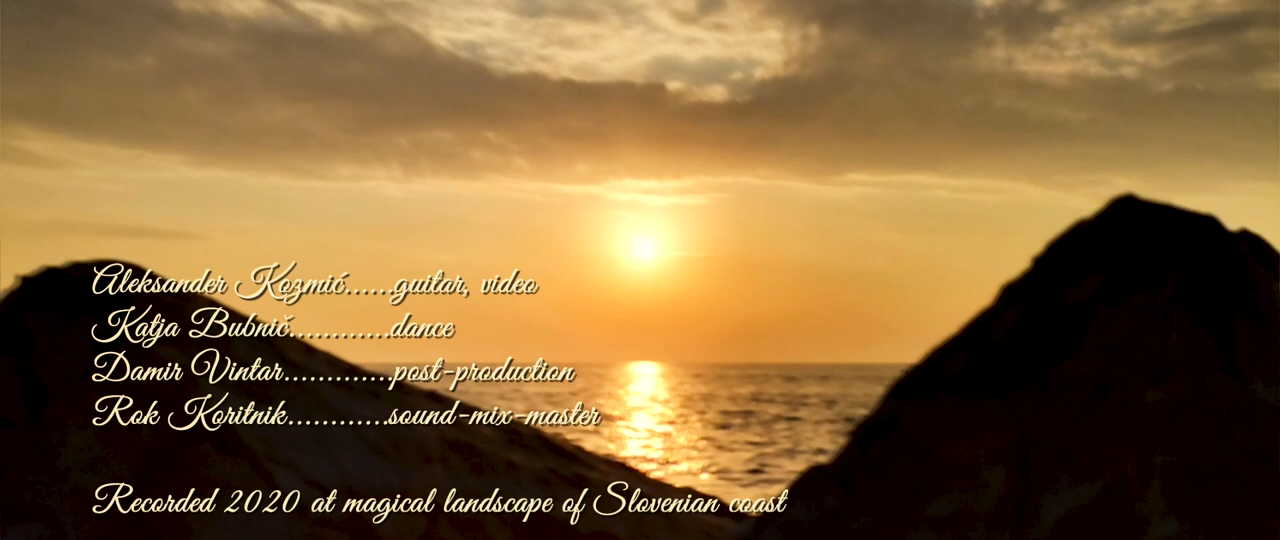 Aleksander Kozmić......guitar, video
Katja Bubnič............dance
Damir Vintar.............post-production
Rok Koritnik............sound-mix-master
Recorded 2020 at magical landscape of Slovenian coast